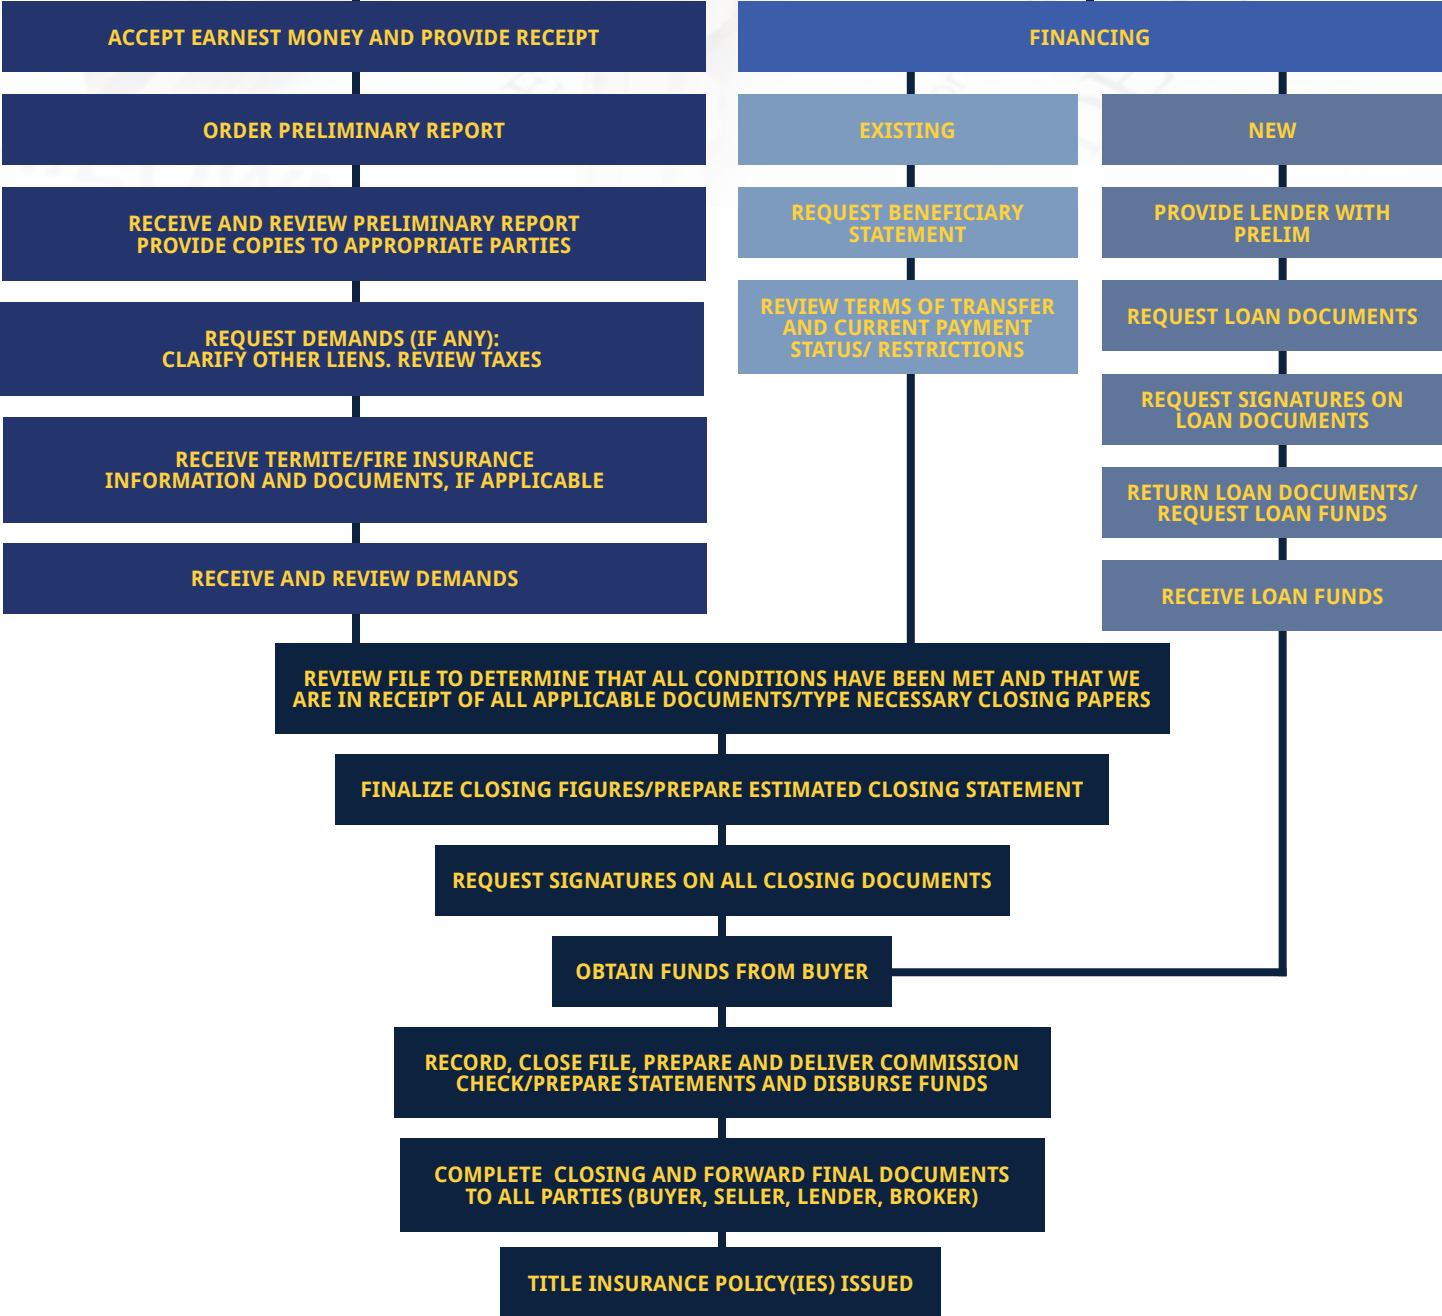 ACCEPT EARNEST MONEY AND PROVIDE RECEIPT
ORDER PRELIMINARY REPORT
RECEIVE AND REVIEW PRELIMINARY REPORT
PROVIDE COPIES TO APPROPRIATE PARTIES
REQUEST DEMANDS (IF ANY):
CLARIFY OTHER LIENS. REVIEW TAXES
RECEIVE TERMITE/FIRE INSURANCE
INFORMATION AND DOCUMENTS, IF APPLICABLE
RECEIVE AND REVIEW DEMANDS
FINANCING
EXISTING
REQUEST BENEFICIARY
STATEMENT
REVIEW TERMS OF TRANSFER
AND CURRENT PAYMENT
STATUS/ RESTRICTIONS
NEW
PROVIDE LENDER WITH
PRELIM
REQUEST LOAN DOCUMENTS
REQUEST SIGNATURES ON
LOAN DOCUMENTS
RETURN LOAN DOCUMENTS/
REQUEST LOAN FUNDS
RECEIVE LOAN FUNDS
REVIEW FILE TO DETERMINE THAT ALL CONDITIONS HAVE BEEN MET AND THAT WE
ARE IN RECEIPT OF ALL APPLICABLE DOCUMENTS/TYPE NECESSARY CLOSING PAPERS
FINALIZE CLOSING FIGURES/PREPARE ESTIMATED CLOSING STATEMENT
REQUEST SIGNATURES ON ALL CLOSING DOCUMENTS
OBTAIN FUNDS FROM BUYER
RECORD, CLOSE FILE, PREPARE AND DELIVER COMMISSION
CHECK/PREPARE STATEMENTS AND DISBURSE FUNDS
COMPLETE  CLOSING AND FORWARD FINAL DOCUMENTS
TO ALL PARTIES (BUYER, SELLER, LENDER, BROKER)
TITLE INSURANCE POLICY(IES) ISSUED